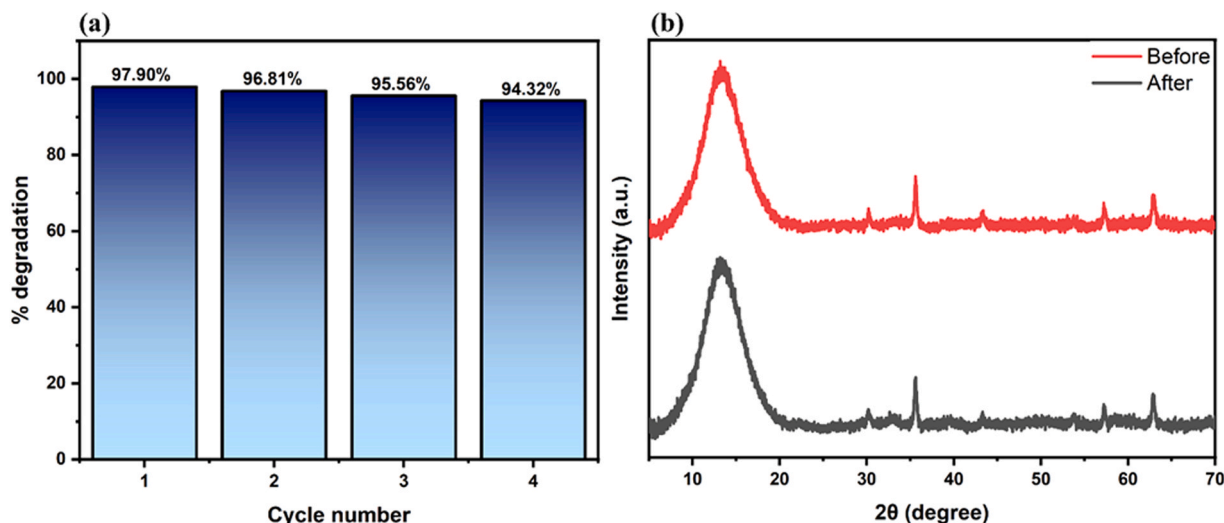 (a)
97.90%
96.81%
95.56%
94.32%
100
80
60
40
20
0
% degradation
1
2
3
4
Cycle number
(b)
Before
After
Intensity (a.u.)
10
20
30
40
50
60
70
2θ (degree)